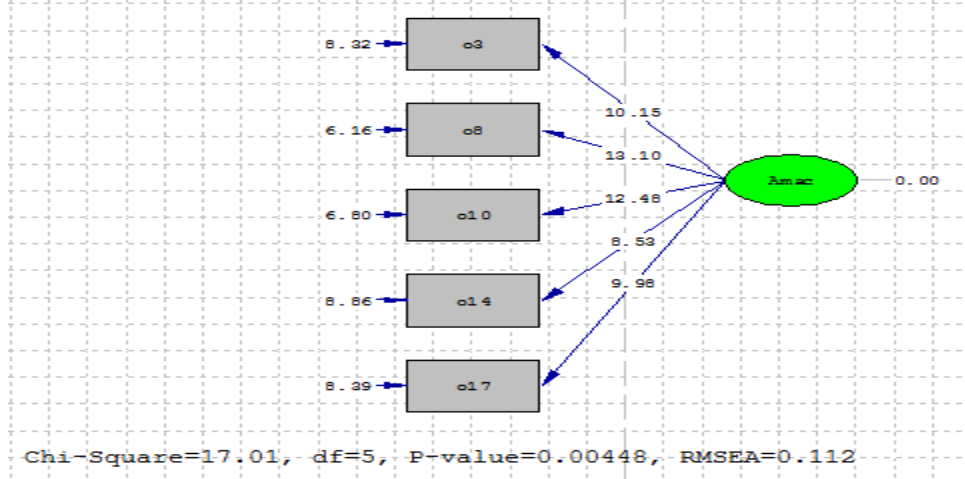 8.32 o3
10.15
6.16 o8
13.10
Amac 0.00
12.48
6.80 o10
8.53
9.98
8.86 o14
8.39 o17
Chi-Square=17.01, df=5, P-value=0.00448, RMSEA=0.112